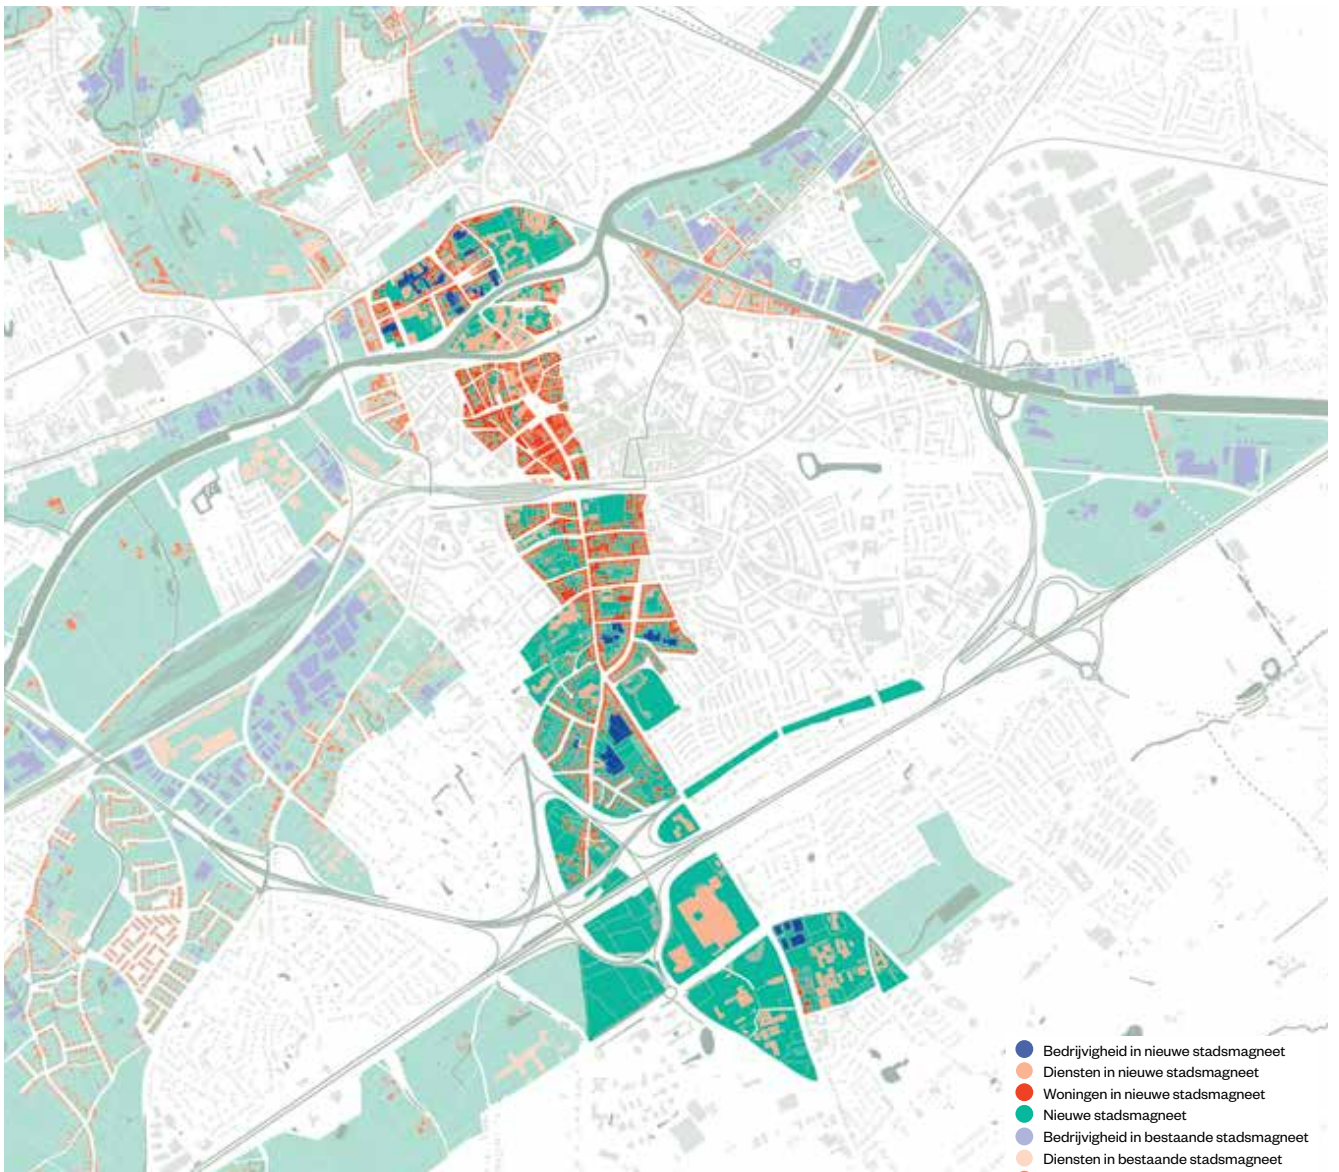 Bedrijvigheid in nieuwe stadsmagneet
Diensten in nieuwe stadsmagneet
Woningen in nieuwe stadsmagneet
Nieuwe stadsmagneet
Bedrijvigheid in bestaande stadsmagneet
Diensten in bestaande stadsmagneet